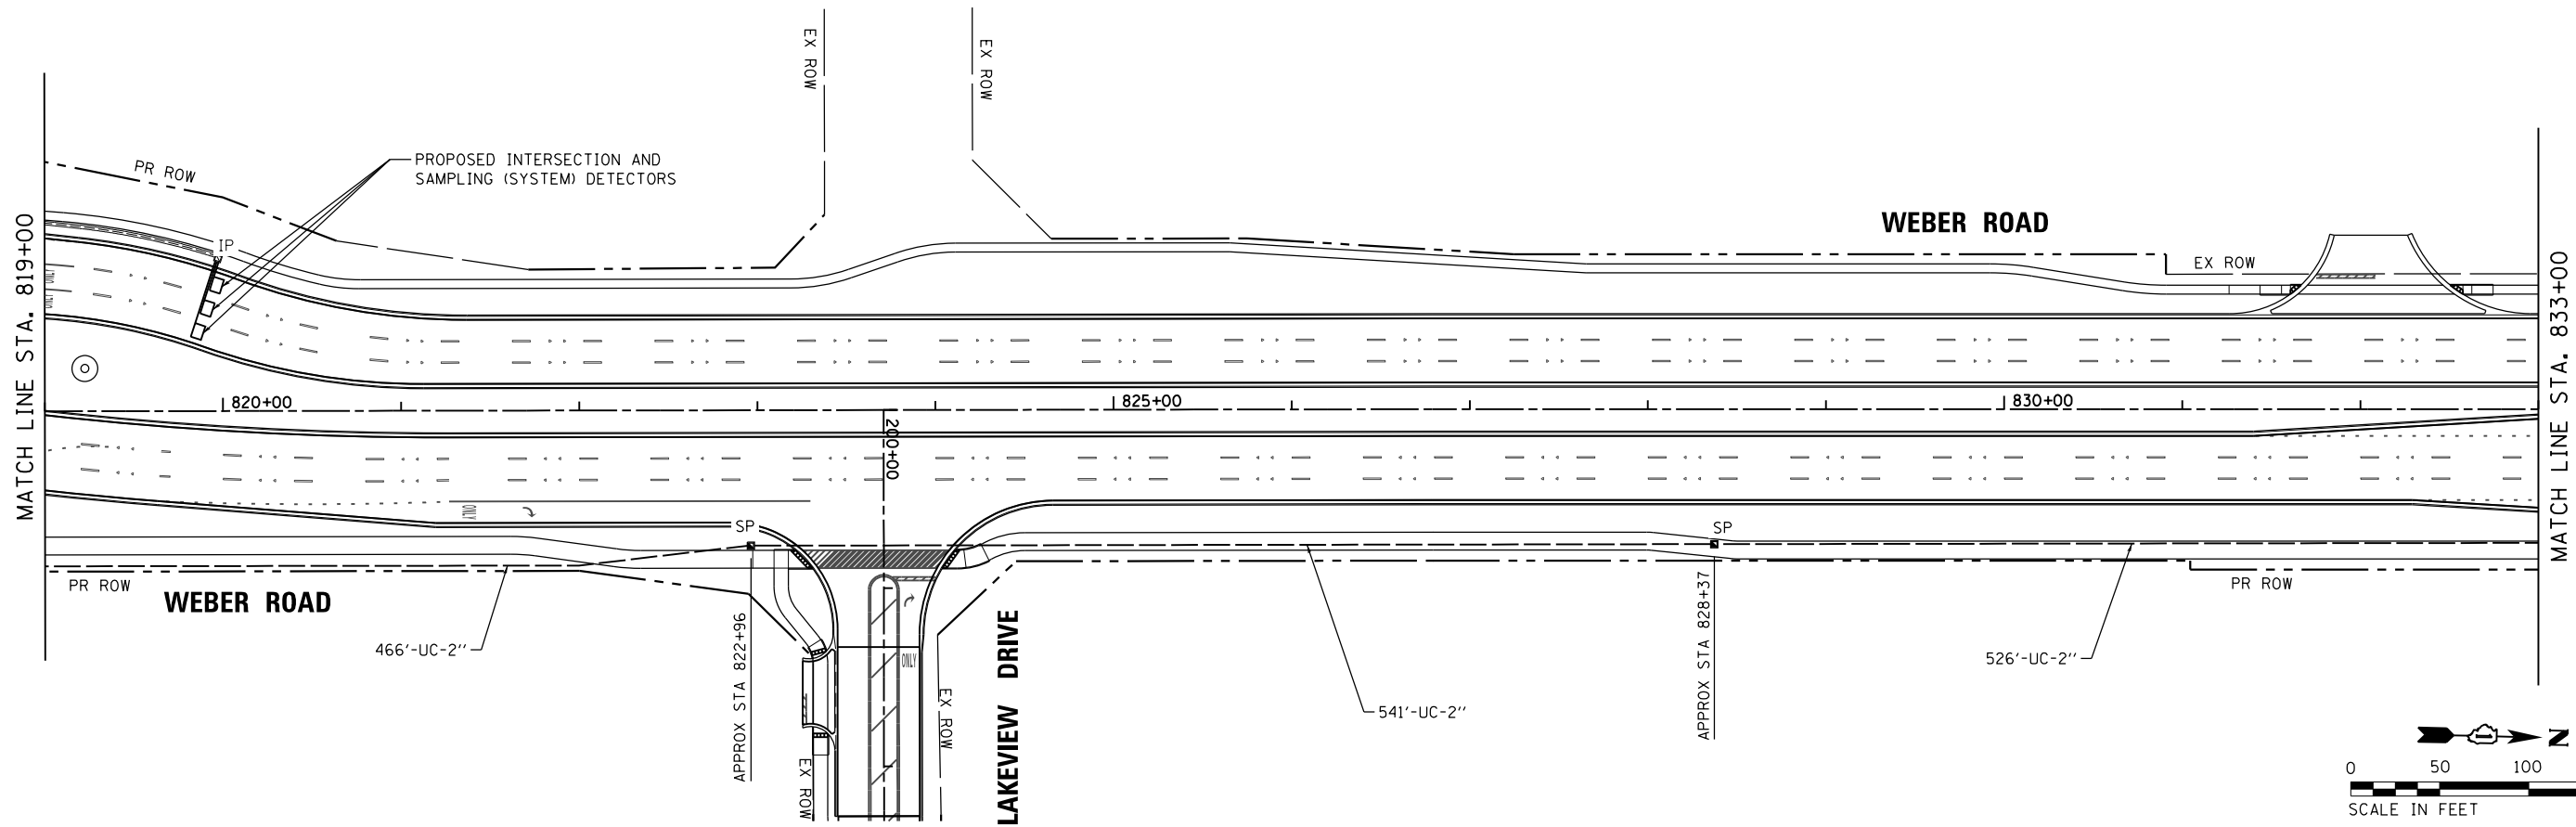 EX ROW
EX ROW
PROPOSED INTERSECTION AND
SAMPLING (SYSTEM) DETECTORS
PR ROW
WEBER ROAD
MATCH LINE STA. 819+00
IP
ONLY
ONLY
EX ROW
MATCH LINE STA. 833+00
820+00
825+00
830+00
200+00
ONLY
SP
SP
PR ROW
WEBER ROAD
466'-UC-2''
APPROX STA 822+96
ONLY
EX ROW
EX ROW
LAKEVIEW DRIVE
541'-UC-2''
APPROX STA 828+37
526'-UC-2''
PR ROW
N
0 50 100
SCALE IN FEET